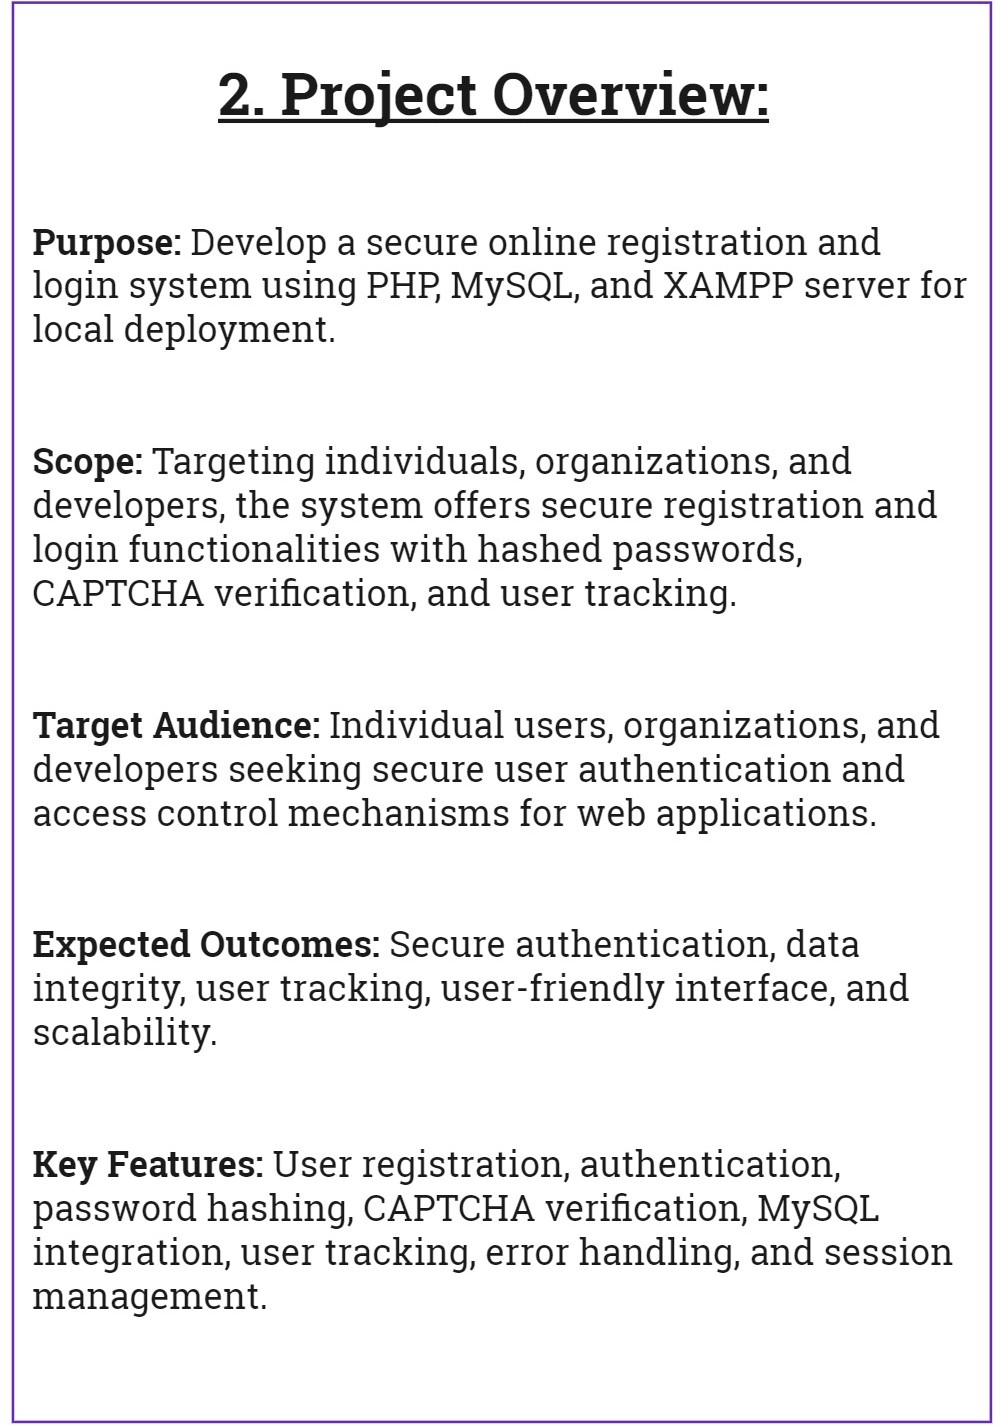 2. Project Overview:
Purpose: Develop a secure online registration and
login system using PHP, MySQL, and XAMPP server for
local deployment.
Scope: Targeting individuals, organizations, and
developers, the system offers secure registration and
login functionalities with hashed passwords,
CAPTCHA verification, and user tracking.
Target Audience: Individual users, organizations, and
developers seeking secure user authentication and
access control mechanisms for web applications.
Expected Outcomes: Secure authentication, data
integrity, user tracking, user-friendly interface, and
scalability.
Key Features: User registration, authentication,
password hashing, CAPTCHA verification, MySQL
integration, user tracking, error handling, and session
management.